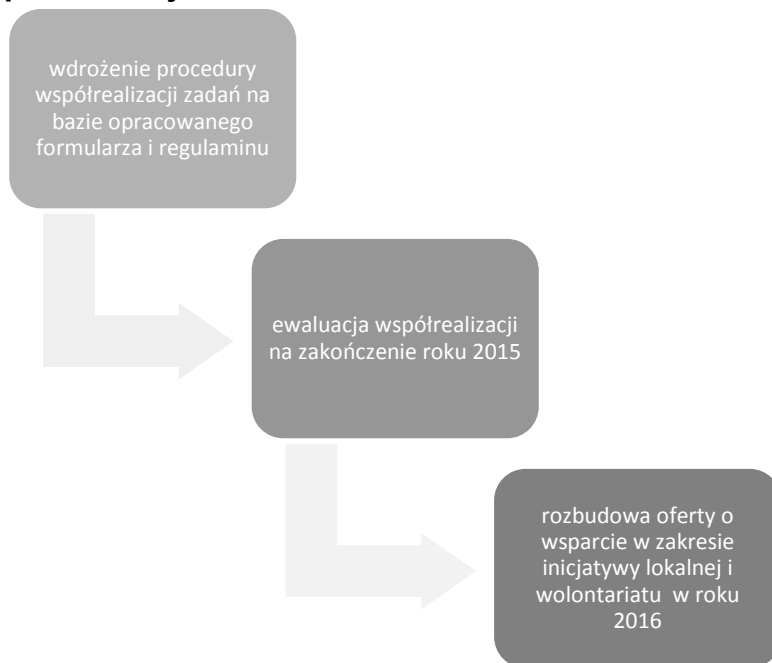 wdrożenie procedury
współrealizacji zadań na
bazie opracowanego
formularza i regulaminu
ewaluacja współrealizacji
na zakończenie roku 2015
rozbudowa oferty o
wsparcie w zakresie
inicjatywy lokalnej i
wolontariatu w roku
2016